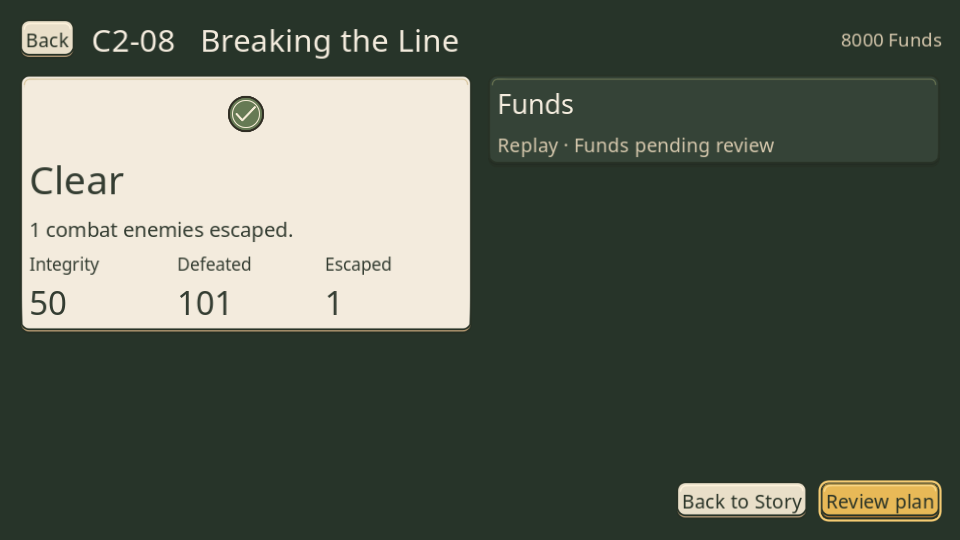 Back
C2-08 Breaking the Line
8000 Funds
Clear
1 combat enemies escaped.
Integrity Defeated Escaped
50 101 1
Funds
Replay · Funds pending review
Back to Story
Review plan